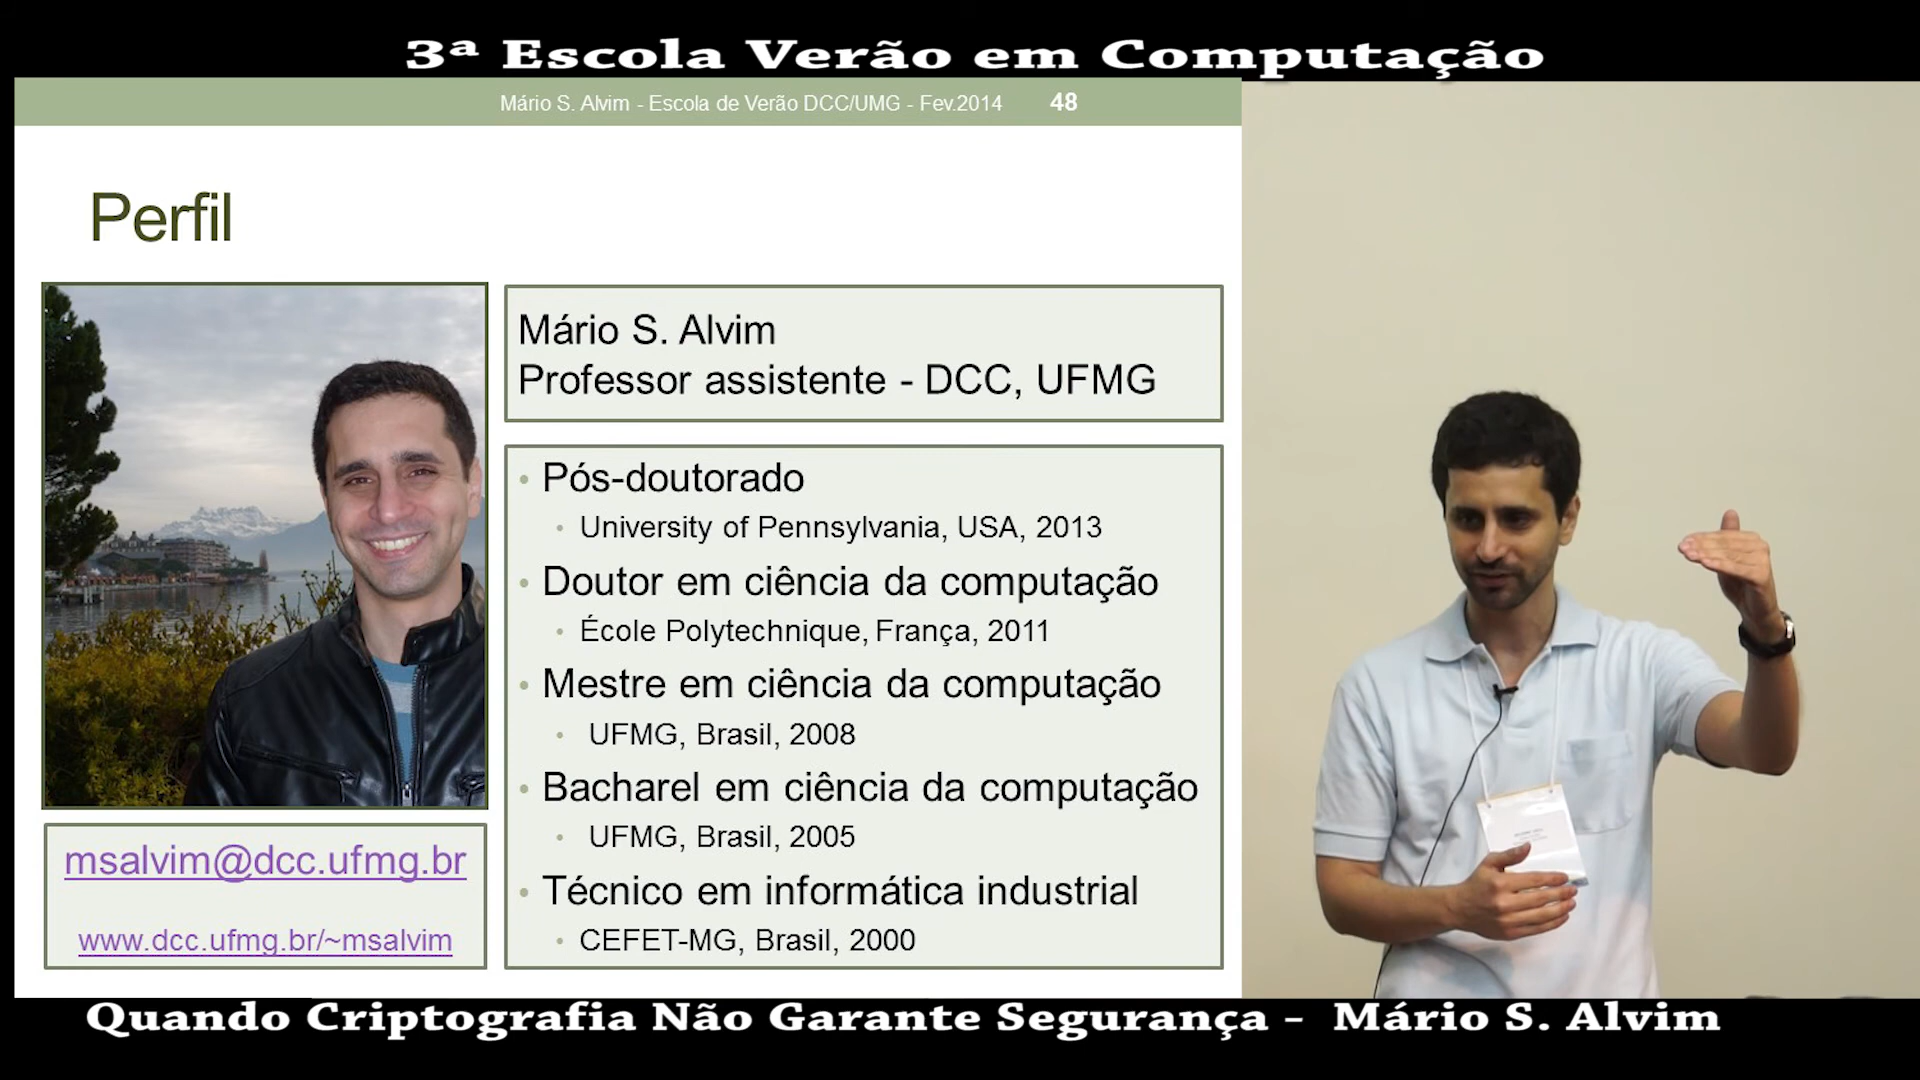 3ª Escola Verão em Computação
Mário S. Alvim - Escola de Verão DCC/UMG - Fev.2014 48
Perfil
Mário S. Alvim
Professor assistente - DCC, UFMG
• Pós-doutorado
• University of Pennsylvania, USA, 2013
• Doutor em ciência da computação
• École Polytechnique, França, 2011
• Mestre em ciência da computação
• UFMG, Brasil, 2008
• Bacharel em ciência da computação
• UFMG, Brasil, 2005
• Técnico em informática industrial
• CEFET-MG, Brasil, 2000
msalvim@dcc.ufmg.br
www.dcc.ufmg.br/~msalvim
Quando Criptografia Não Garante Segurança - Mário S. Alvim